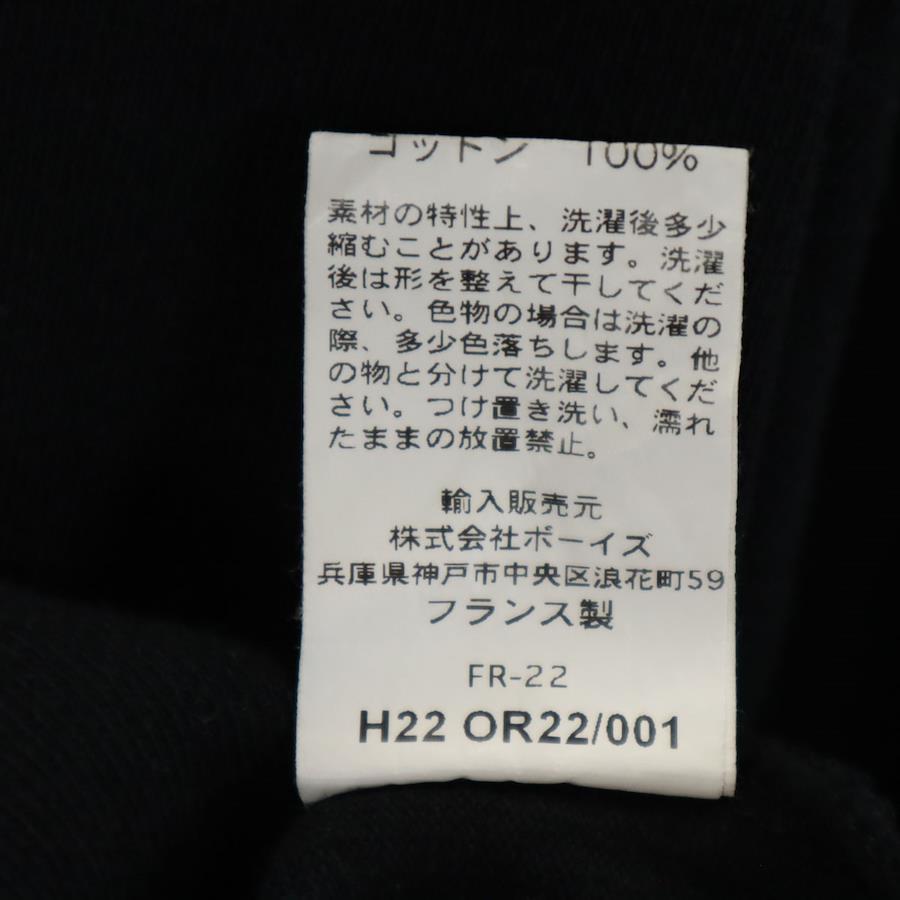 コットン 100%
素材の特性上、洗濯後多少
縮むことがあります。洗濯
後は形を整えて干してくだ
さい。色物の場合は洗濯の
際、多少色落ちします。他
の物と分けて洗濯してくだ
さい。つけ置き洗い、濡れ
たままの放置禁止。
輸入販売元
株式会社ボーイズ
兵庫県神戸市中央区浪花町59
フランス製
FR-22
H22 OR22/001